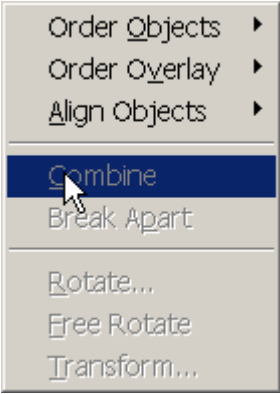 Order Objects
Order Overlay
Align Objects
Combine
Break Apart
Rotate...
Free Rotate
Transform...